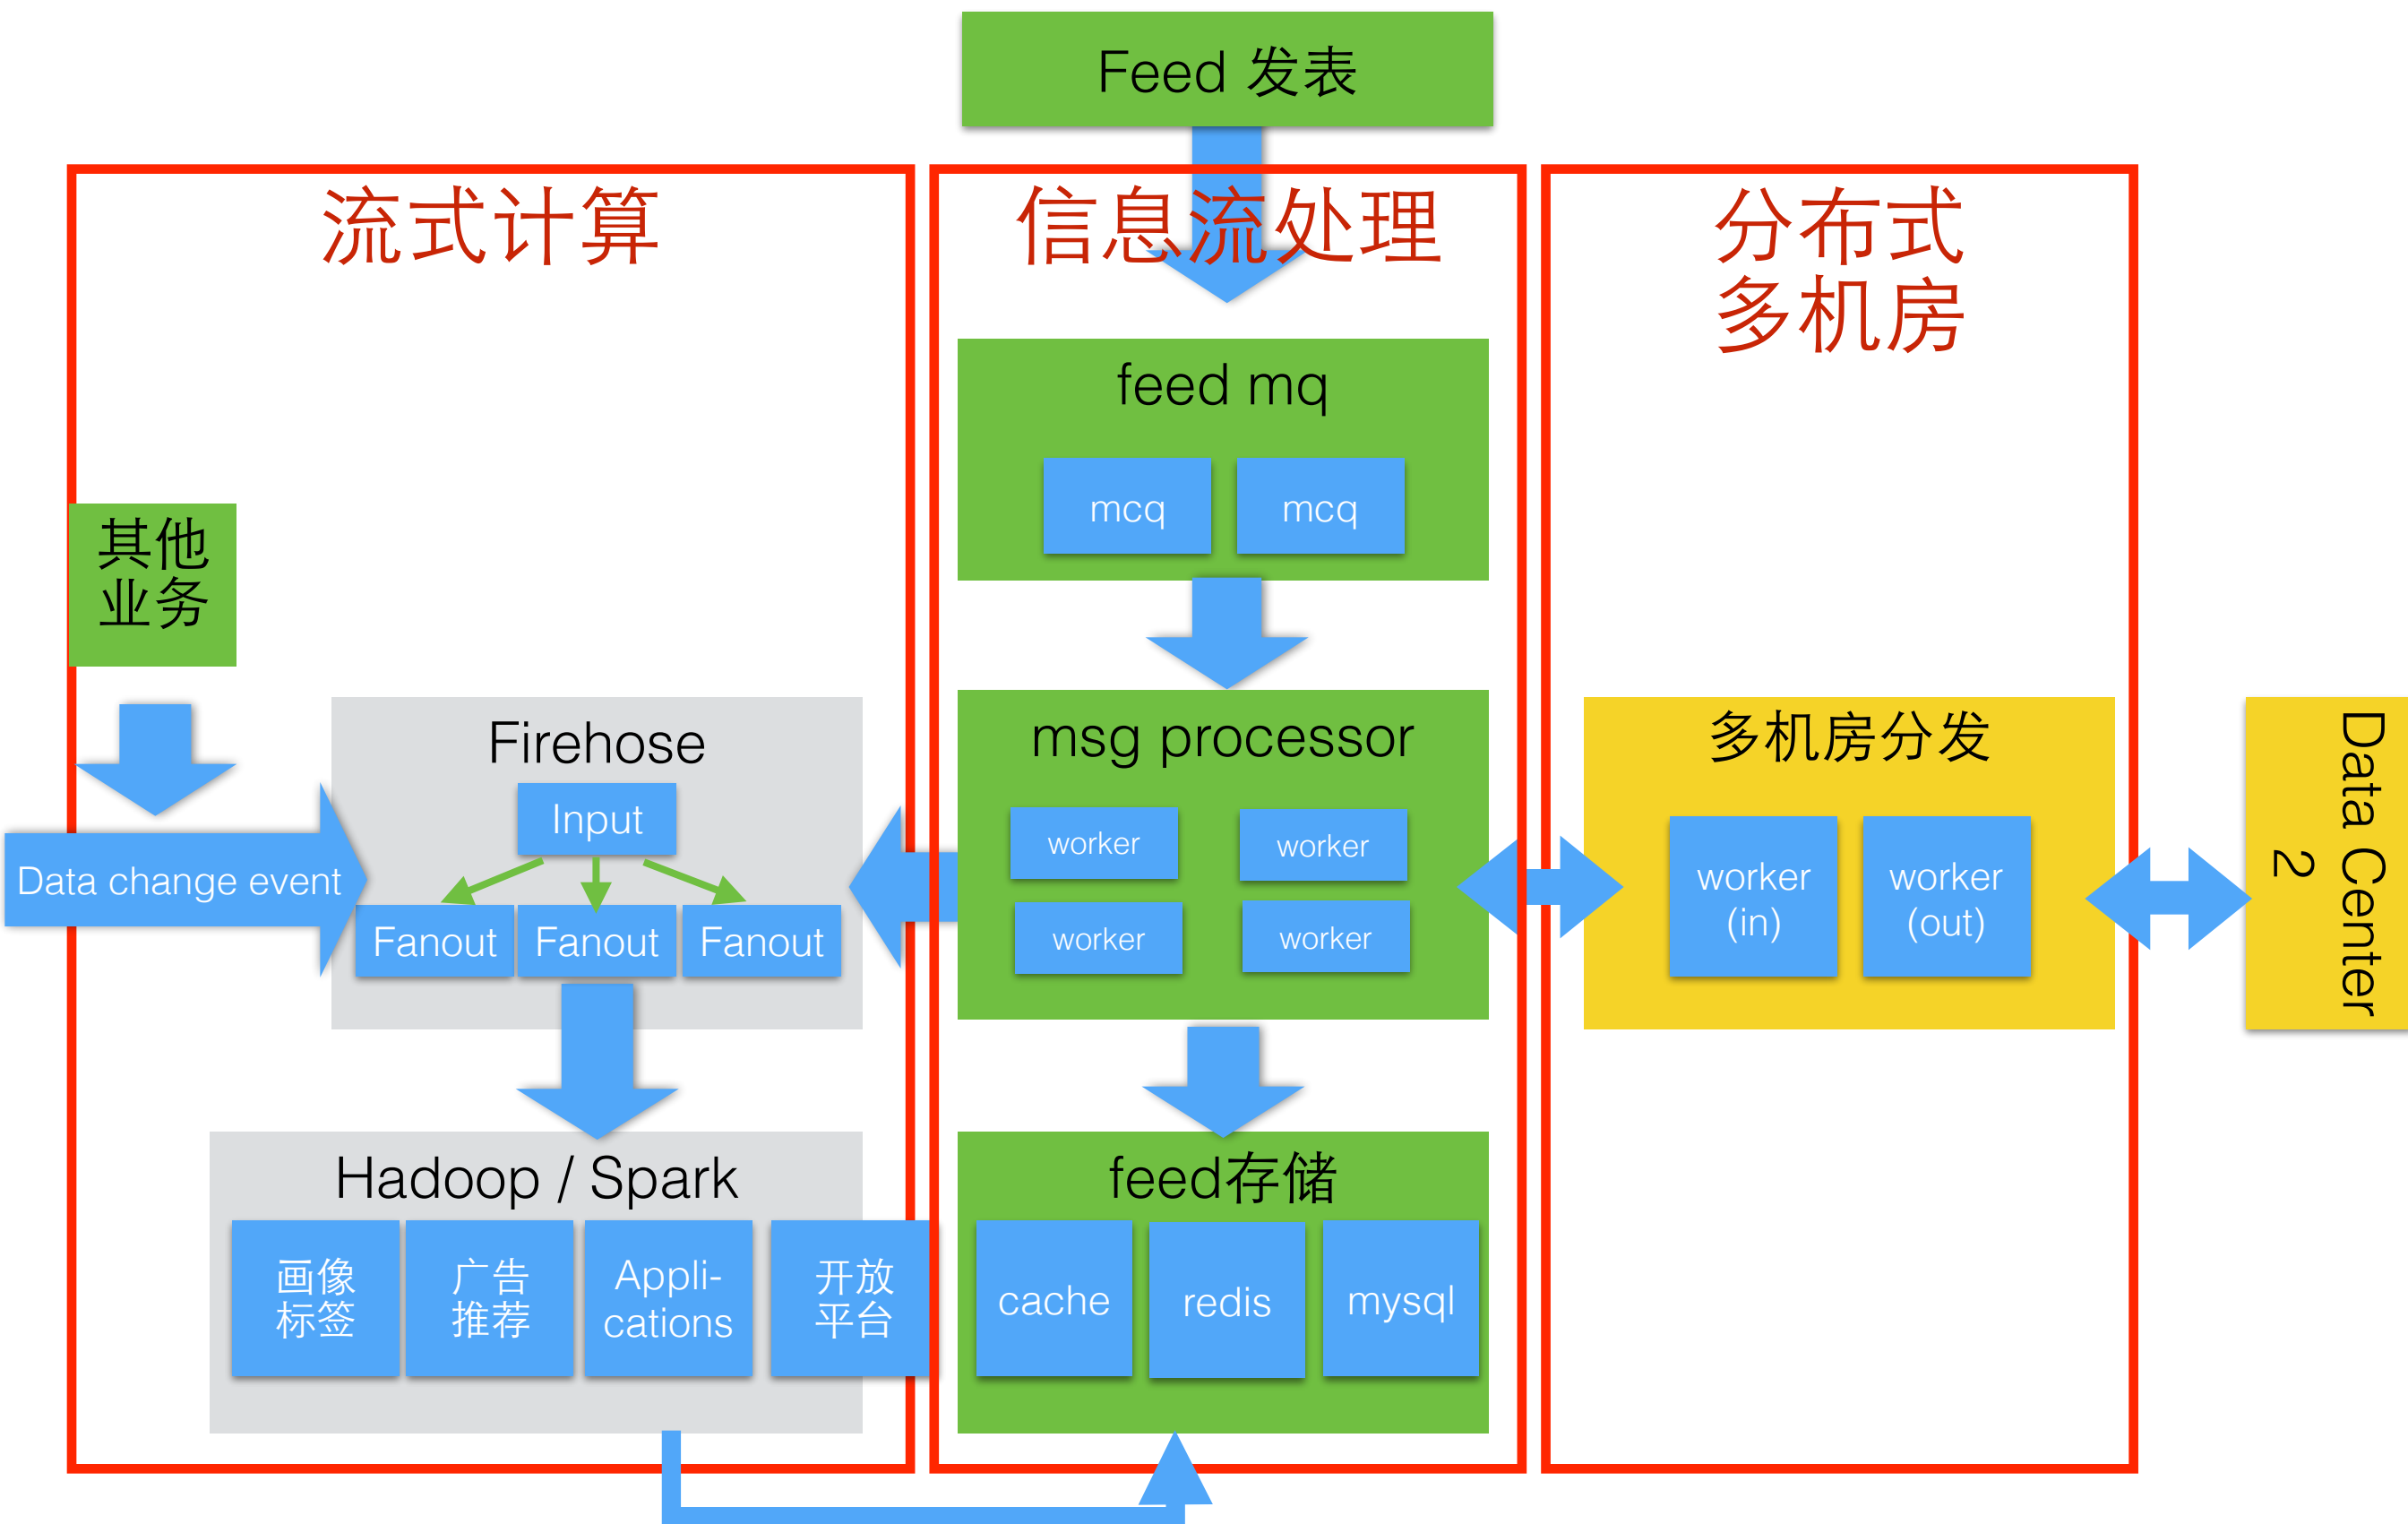 Feed 发表
流式计算
信息流处理
分布式
多机房
feed mq
mcq
mcq
其他
业务
Firehose
Input
Data change event
Fanout
Fanout
Fanout
msg processor
worker
worker
worker
worker
多机房分发
worker
(in)
worker
(out)
Data Center
2
Hadoop / Spark
画像
标签
广告
推荐
Appli-
cations
开放
平台
feed存储
cache
redis
mysql